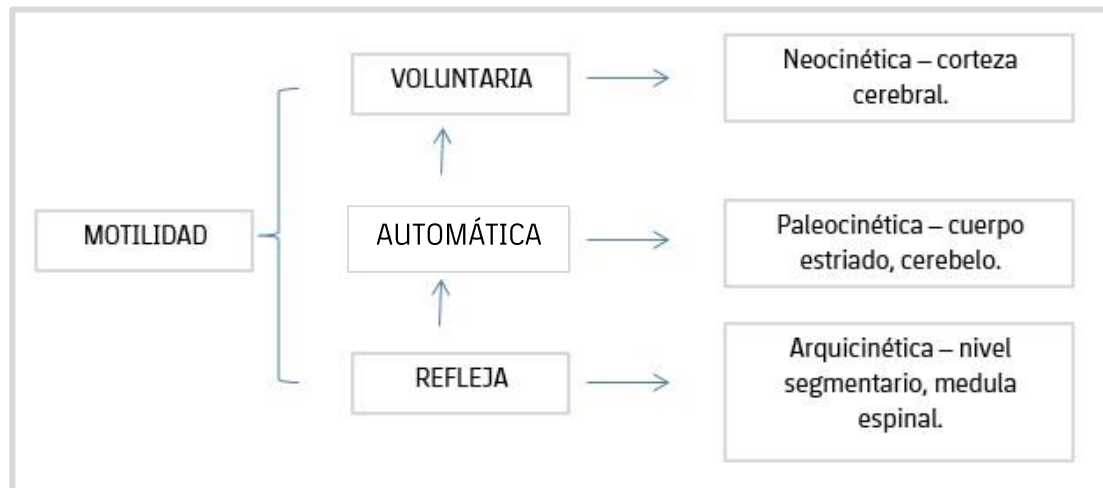 VOLUNTARIA
Neocinética – corteza
cerebral.
MOTILIDAD
AUTOMÁTICA
Paleocinética – cuerpo
estriado, cerebelo.
REFLEJA
Arquicinética – nivel
segmentario, medula
espinal.